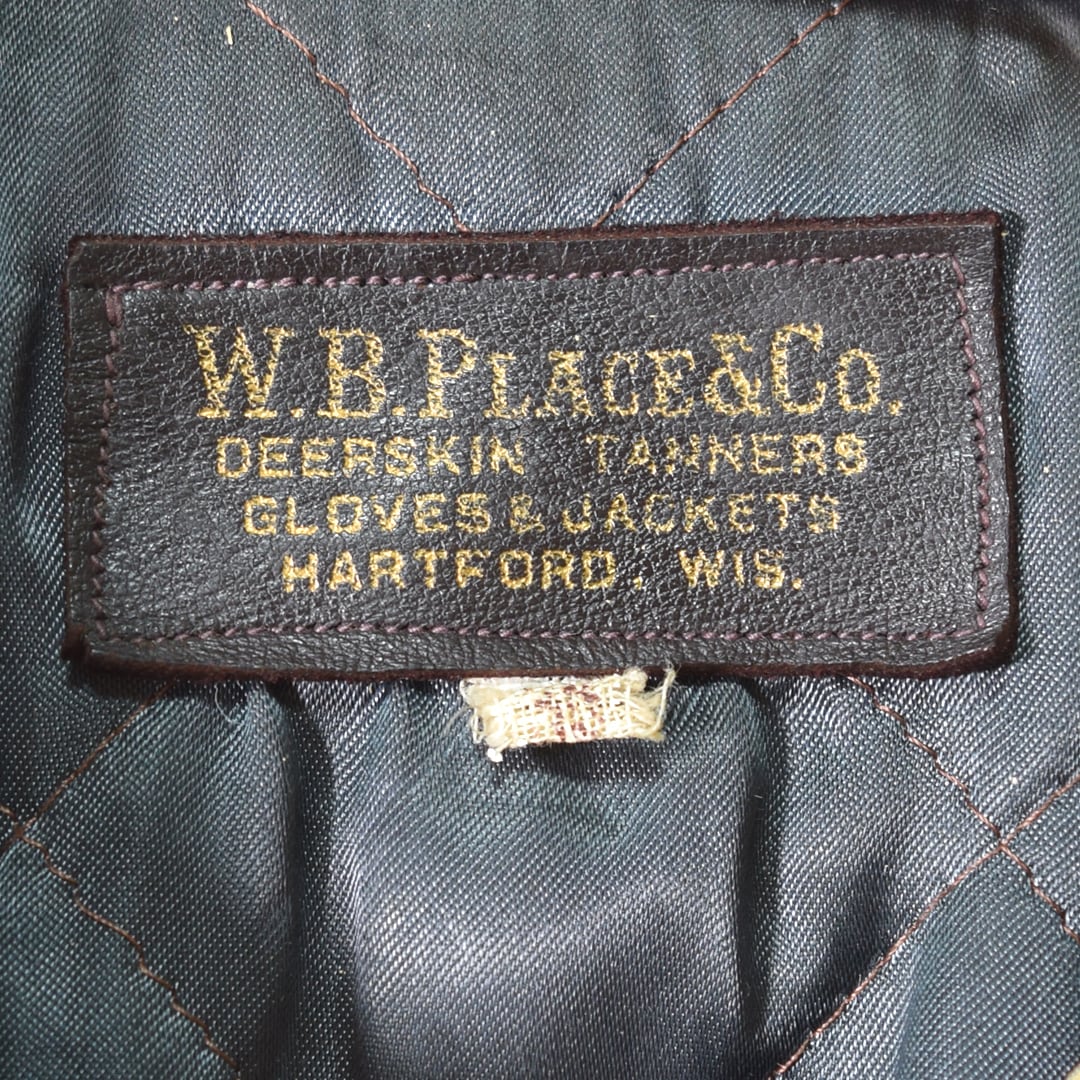 W.B. PLACE & CO.
DEERSKIN TANNERS
GLOVES & JACKETS
HARTFORD, WIS.